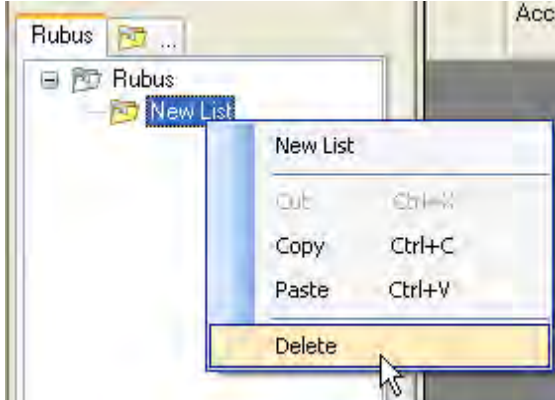 Acc
Rubus ...
Rubus
New List
New List
Cut Ctrl+X
Copy Ctrl+C
Paste Ctrl+V
Delete